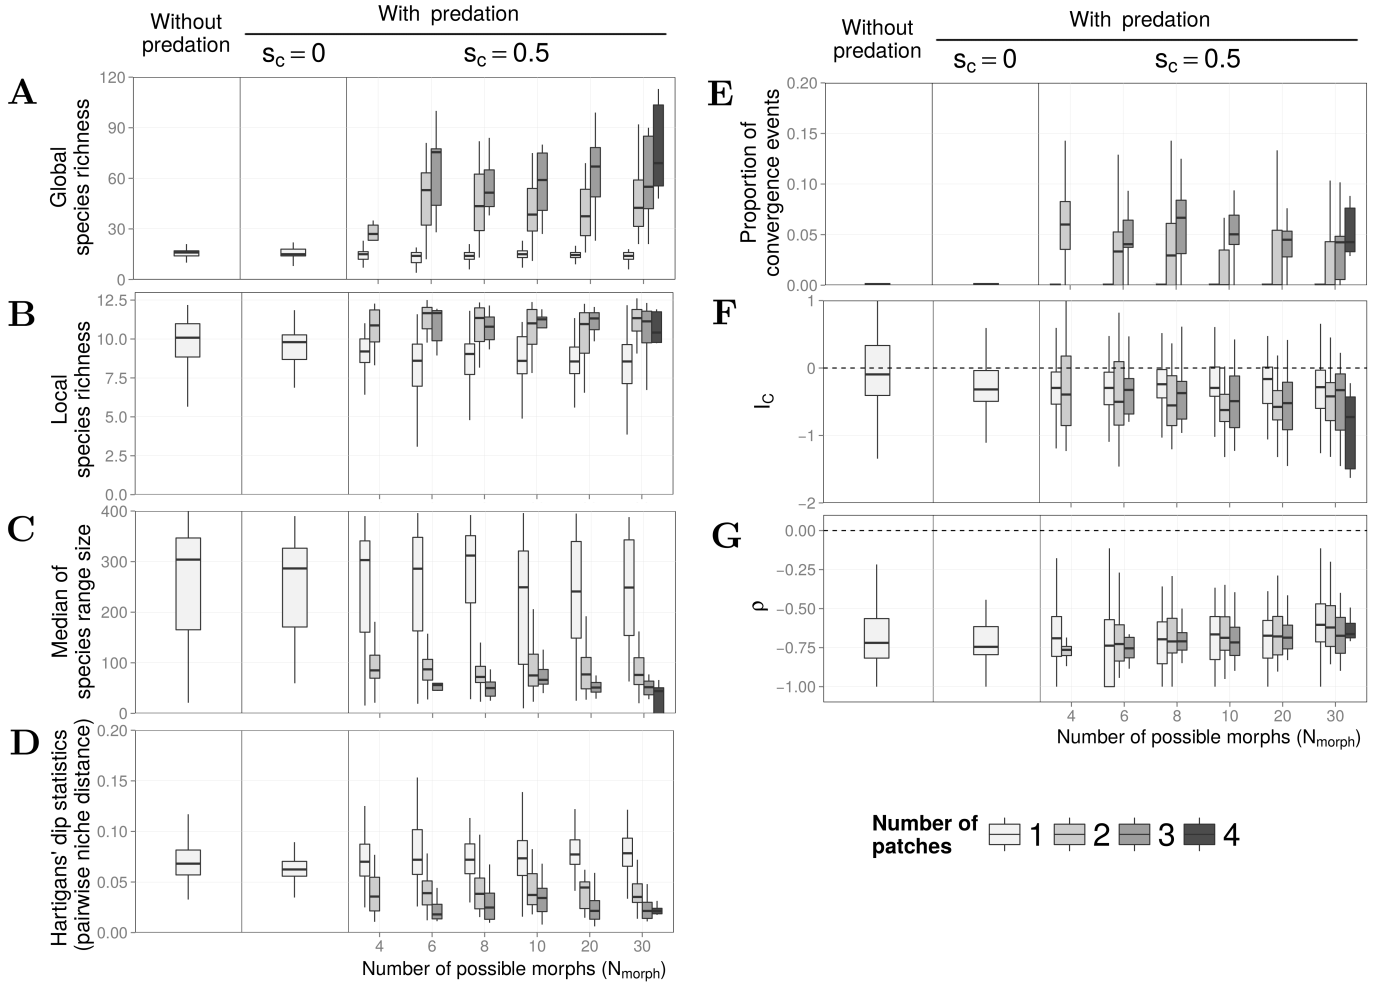 Without predation
With predation
s_c = 0
s_c = 0.5
A
Global
species richness
120
90
60
30
0
B
Local
species richness
12.5
10.0
7.5
5.0
2.5
0.0
C
Median of
species range size
400
300
200
100
0
D
Hartigans' dip statistics
(pairwise niche distance)
0.20
0.15
0.10
0.05
0.00
4 6 8 10 20 30
Number of possible morphs (N_morph)
Without
predation
With predation
s_c = 0
s_c = 0.5
E
Proportion of
convergence events
0.20
0.15
0.10
0.05
0.00
F
I_C
1
0
−1
−2
G
ρ
0.00
−0.25
−0.50
−0.75
−1.00
4 6 8 10 20 30
Number of possible morphs (N_morph)
Number of
patches
1 2 3 4